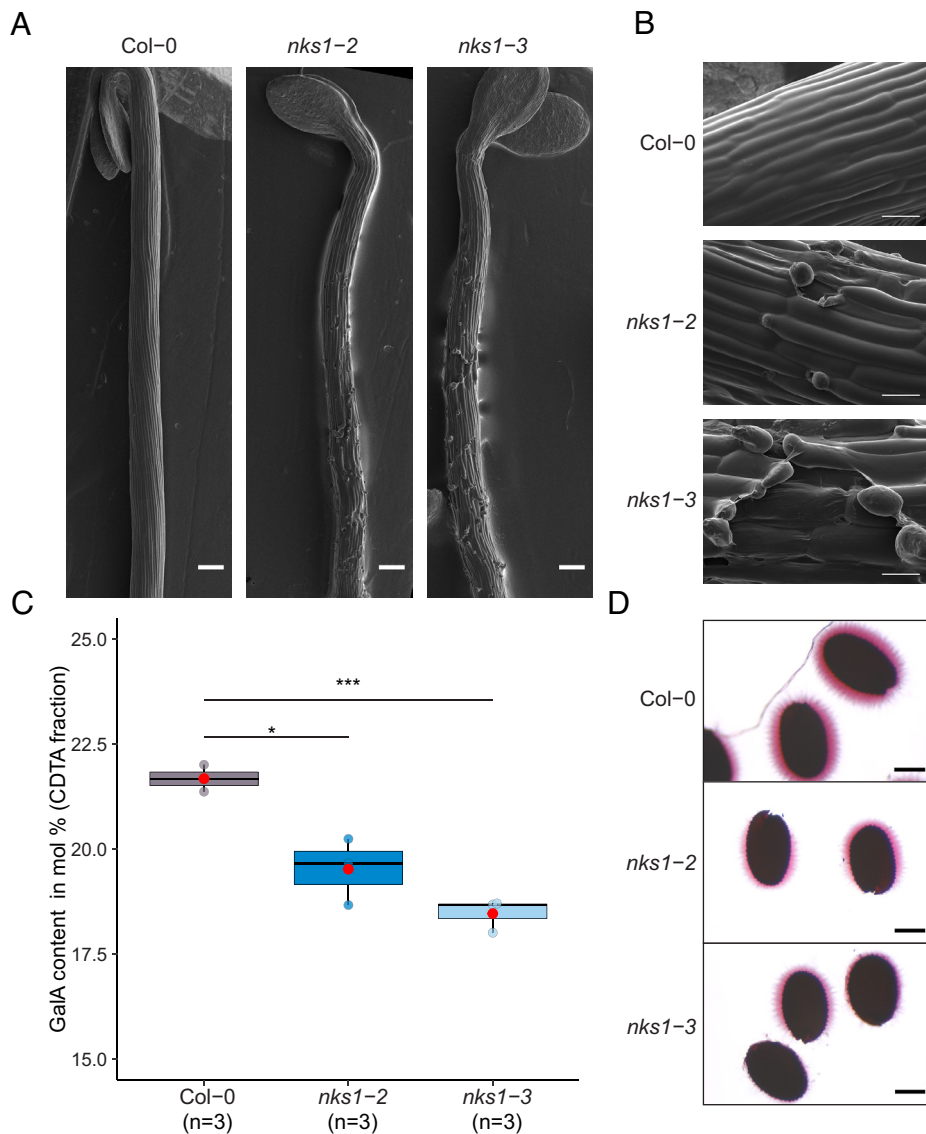 A
Col−0
nks1−2
nks1−3
B
Col−0
nks1−2
nks1−3
C
GalA content in mol % (CDTA fraction)
25.0
22.5
20.0
17.5
15.0
***
*
Col−0
(n=3)
nks1−2
(n=3)
nks1−3
(n=3)
D
Col−0
nks1−2
nks1−3